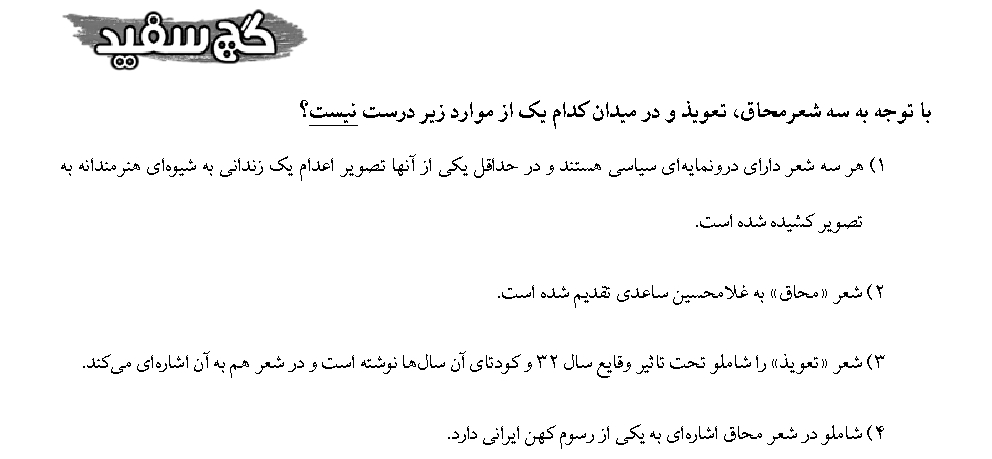 گچ سفید
با توجه به سه شعرمحاق، تعویذ و در میدان کدام یک از موارد زیر درست نیست؟
۱) هر سه شعر دارای درونمایه‌ای سیاسی هستند و در حداقل یکی از آنها تصویر اعدام یک زندانی به شیوه‌ای هنرمندانه به
تصویر کشیده شده است.
۲) شعر «محاق» به غلامحسین ساعدی تقدیم شده است.
۳) شعر «تعویذ» را شاملو تحت تاثیر وقایع سال ۳۲ و کودتای آن سال‌ها نوشته است و در شعر هم به آن اشاره‌ای می‌کند.
۴) شاملو در شعر محاق اشاره‌ای به یکی از رسوم کهن ایرانی دارد.